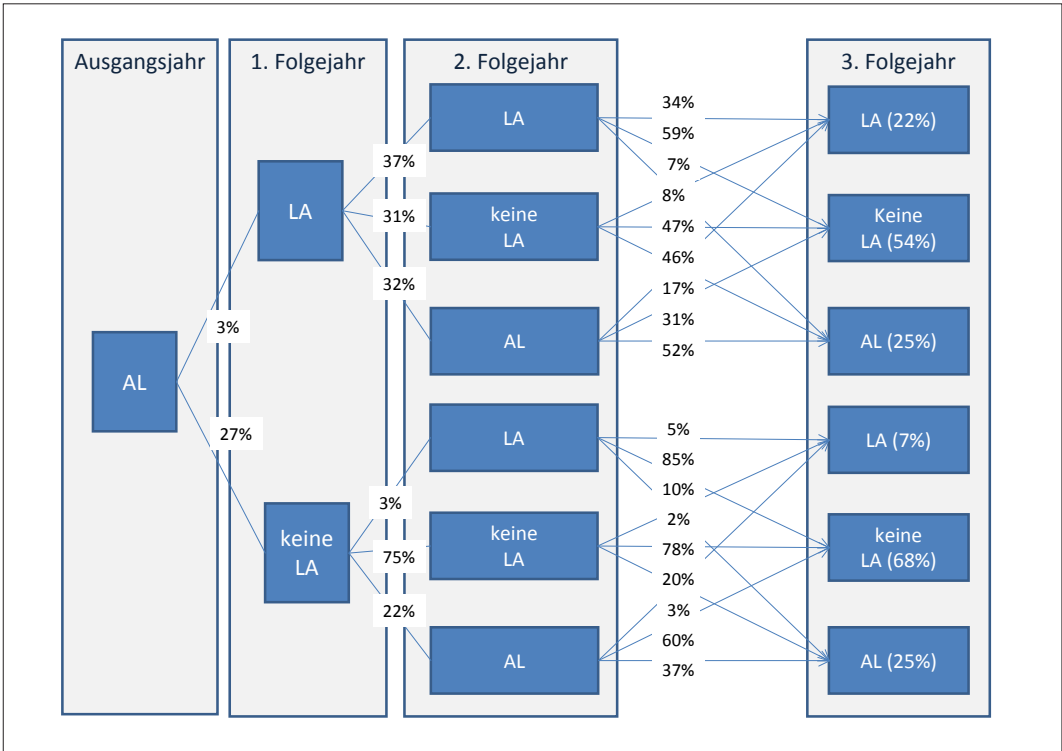 Ausgangsjahr
1. Folgejahr
2. Folgejahr
3. Folgejahr
AL
3%
27%
LA
37%
31%
32%
keine
LA
3%
75%
22%
LA
keine
LA
AL
LA
keine
LA
AL
34%
59%
7%
8%
47%
46%
17%
31%
52%
5%
85%
10%
2%
78%
20%
3%
60%
37%
LA (22%)
Keine
LA (54%)
AL (25%)
LA (7%)
keine
LA (68%)
AL (25%)